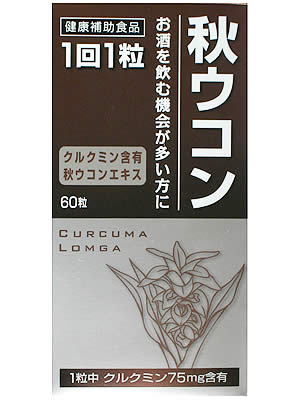 健康補助食品
1回1粒
秋ウコン
お酒を飲む機会が多い方に
クルクミン含有
秋ウコンエキス
60粒
CURCUMA
LOMGA
1粒中 クルクミン75mg含有